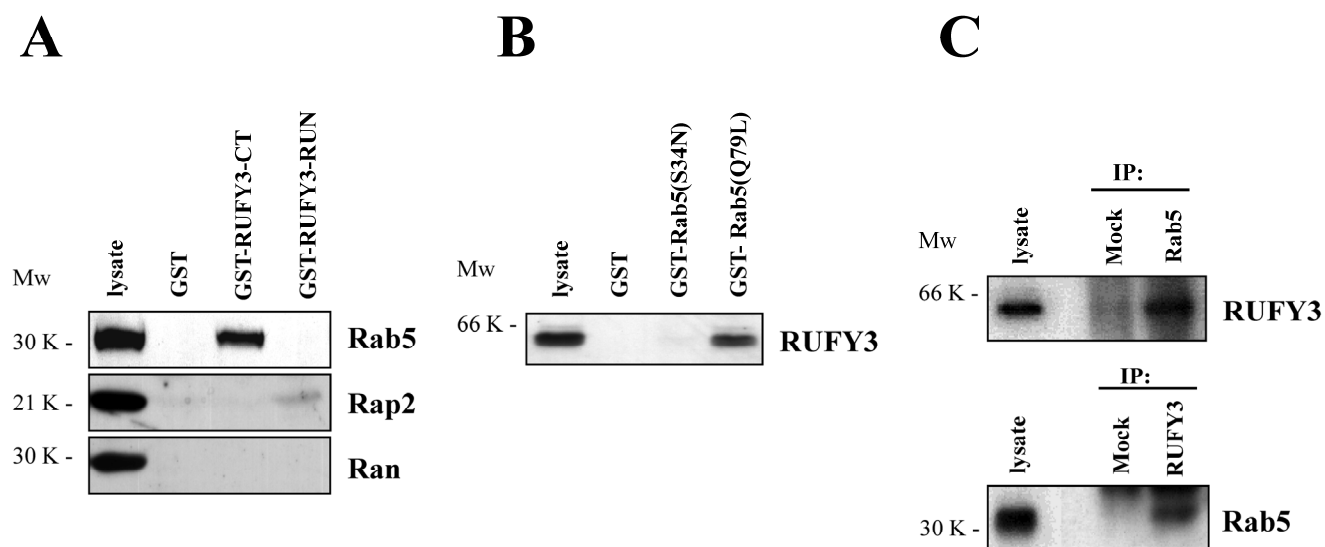 A
B
C
Mw
lysate
GST
GST-RUFY3-CT
GST-RUFY3-RUN
30 K -
Rab5
21 K -
Rap2
30 K -
Ran
Mw
lysate
GST
GST-Rab5(S34N)
GST- Rab5(Q79L)
66 K -
RUFY3
IP:
Mw
lysate
Mock
Rab5
66 K -
RUFY3
IP:
lysate
Mock
RUFY3
30 K -
Rab5